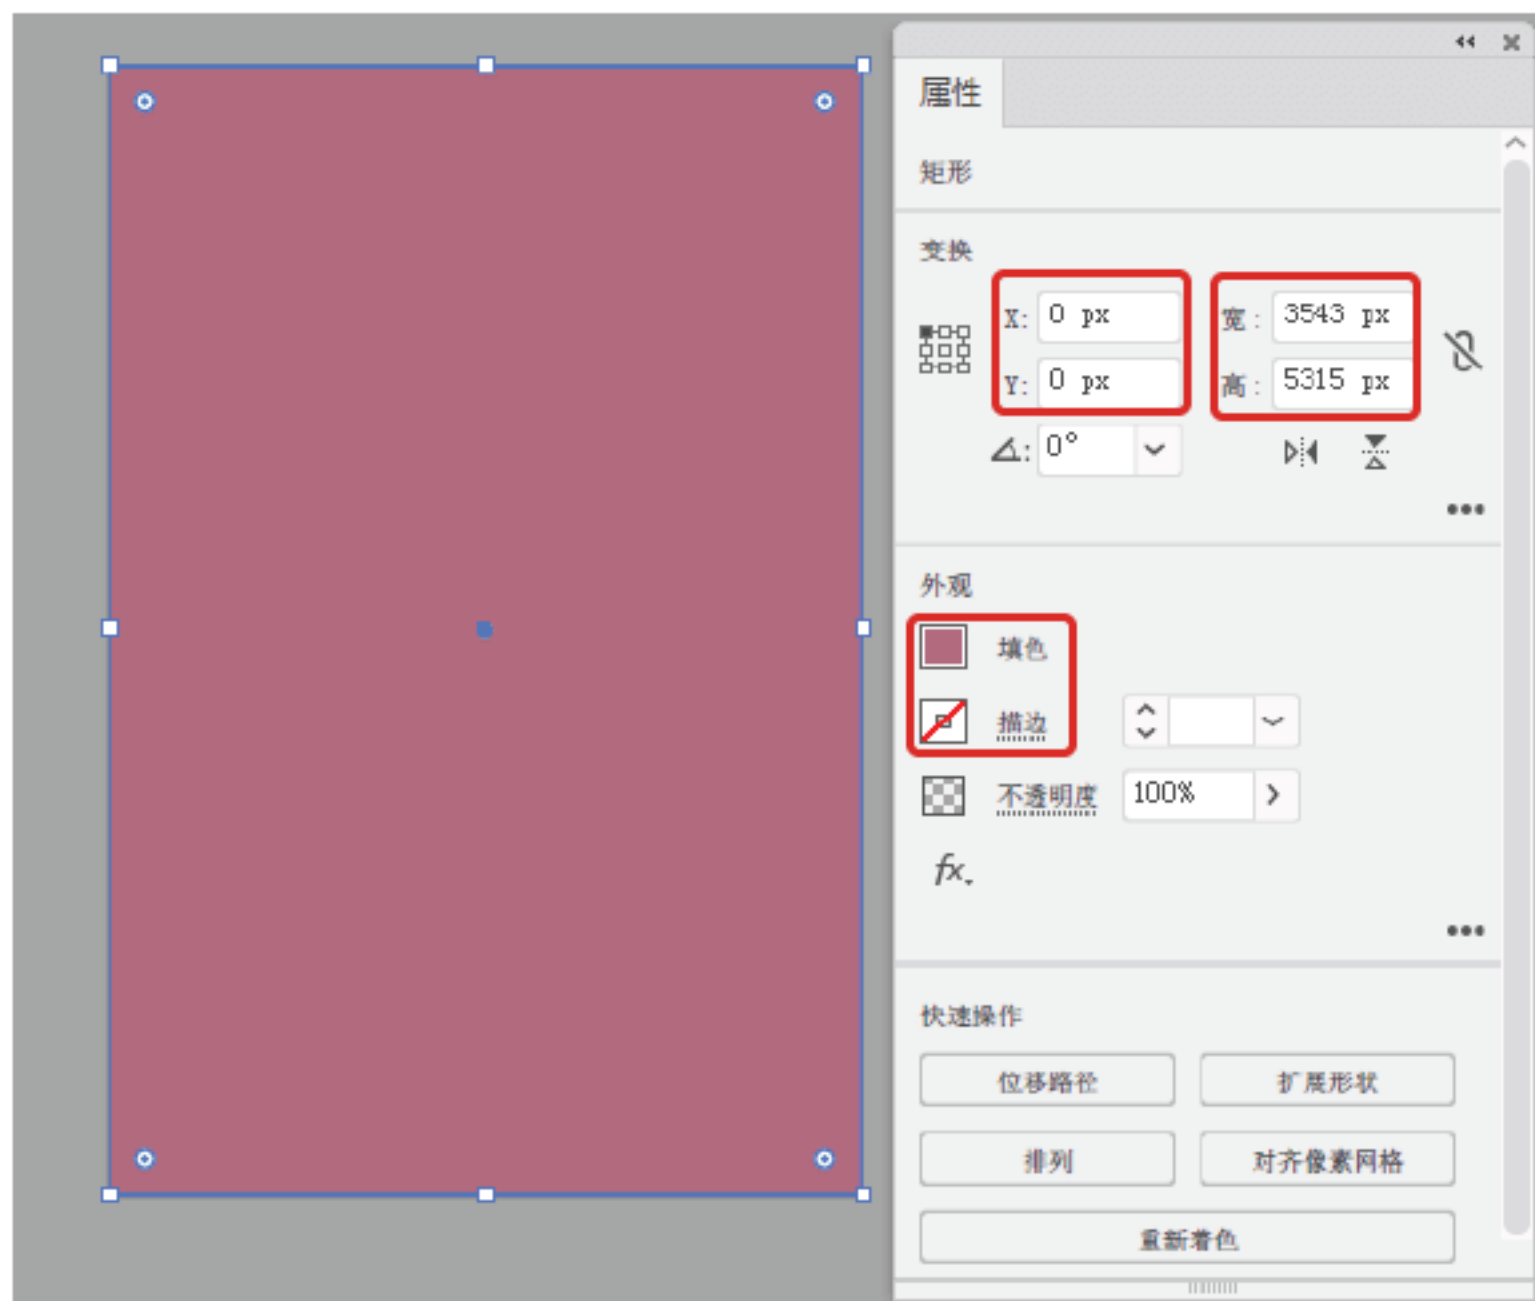 属性
矩形
变换
X: 0 px 宽: 3543 px
Y: 0 px 高: 5315 px
0°
外观
填色
描边
不透明度 100%
fx.
快速操作
位移路径 扩展形状
排列 对齐像素网格
重新着色